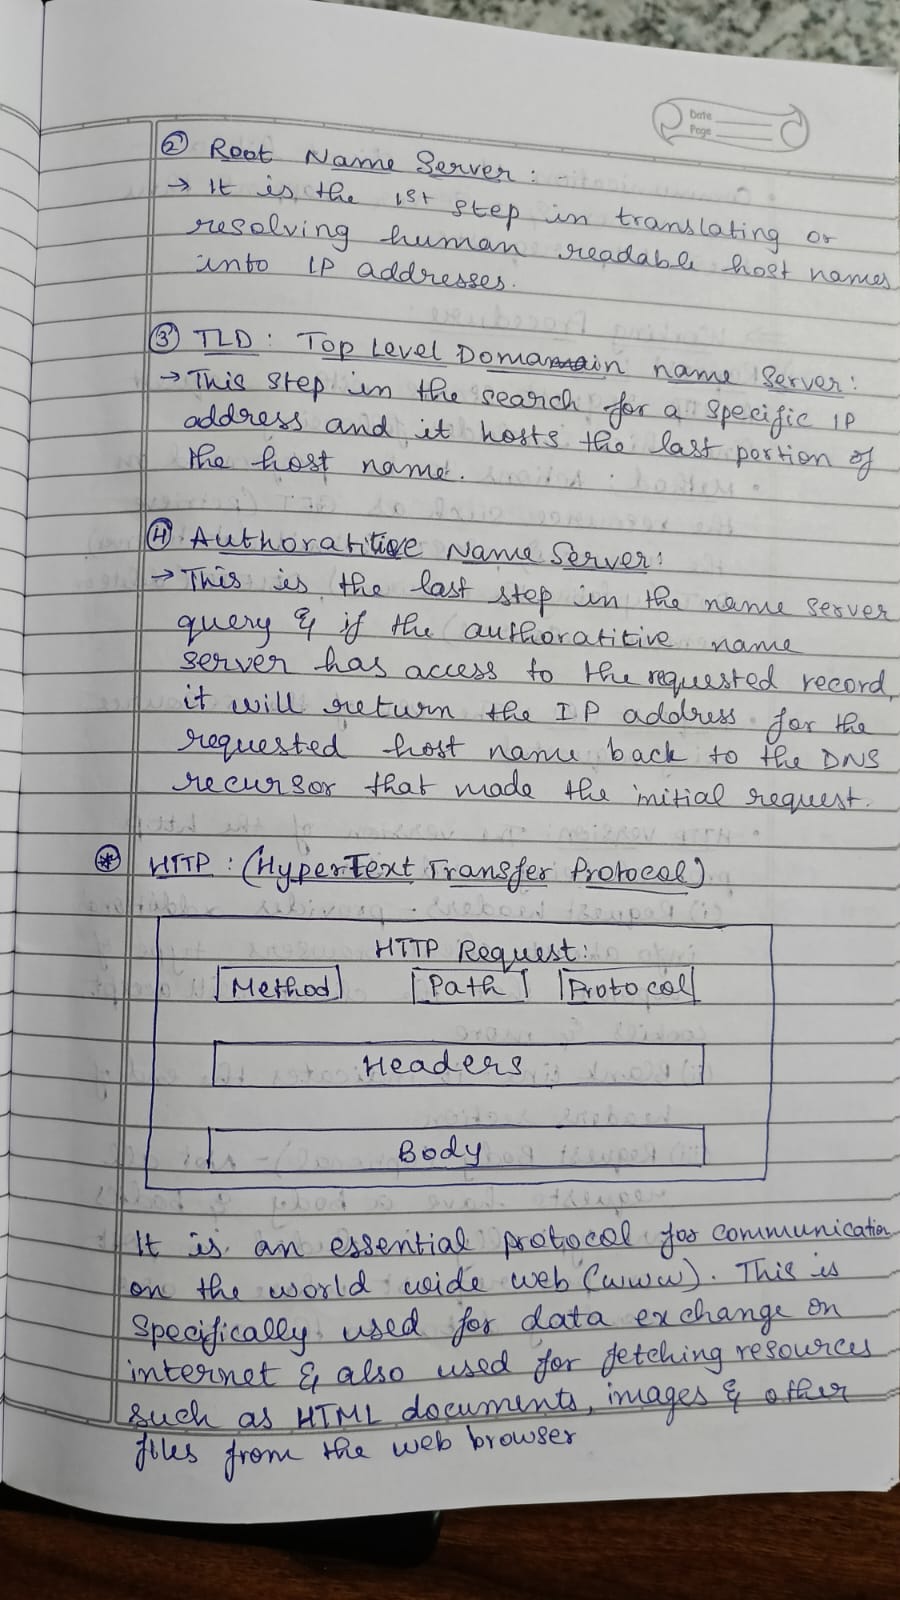 Date
Page
② Root Name Server : -
→ It is the 1st step in translating or
resolving human readable host names
into IP addresses.
③ TLD : Top Level Domain name Server :
→ This step in the search for a specific IP
address and it hosts the last portion of
the host name.
④ Authoratitive Name Server :
→ This is the last step in the name server
query & if the authoratitive name
server has access to the requested record,
it will return the IP address for the
requested host name back to the DNS
recursor that made the initial request.
* HTTP : (HyperText Transfer Protocol)
HTTP Request :
Method Path Protocol
Headers
Body
It is an essential protocol for communication
on the world wide web (www). This is
specifically used for data exchange on
internet & also used for fetching resources
such as HTML documents, images & other
files from the web browser